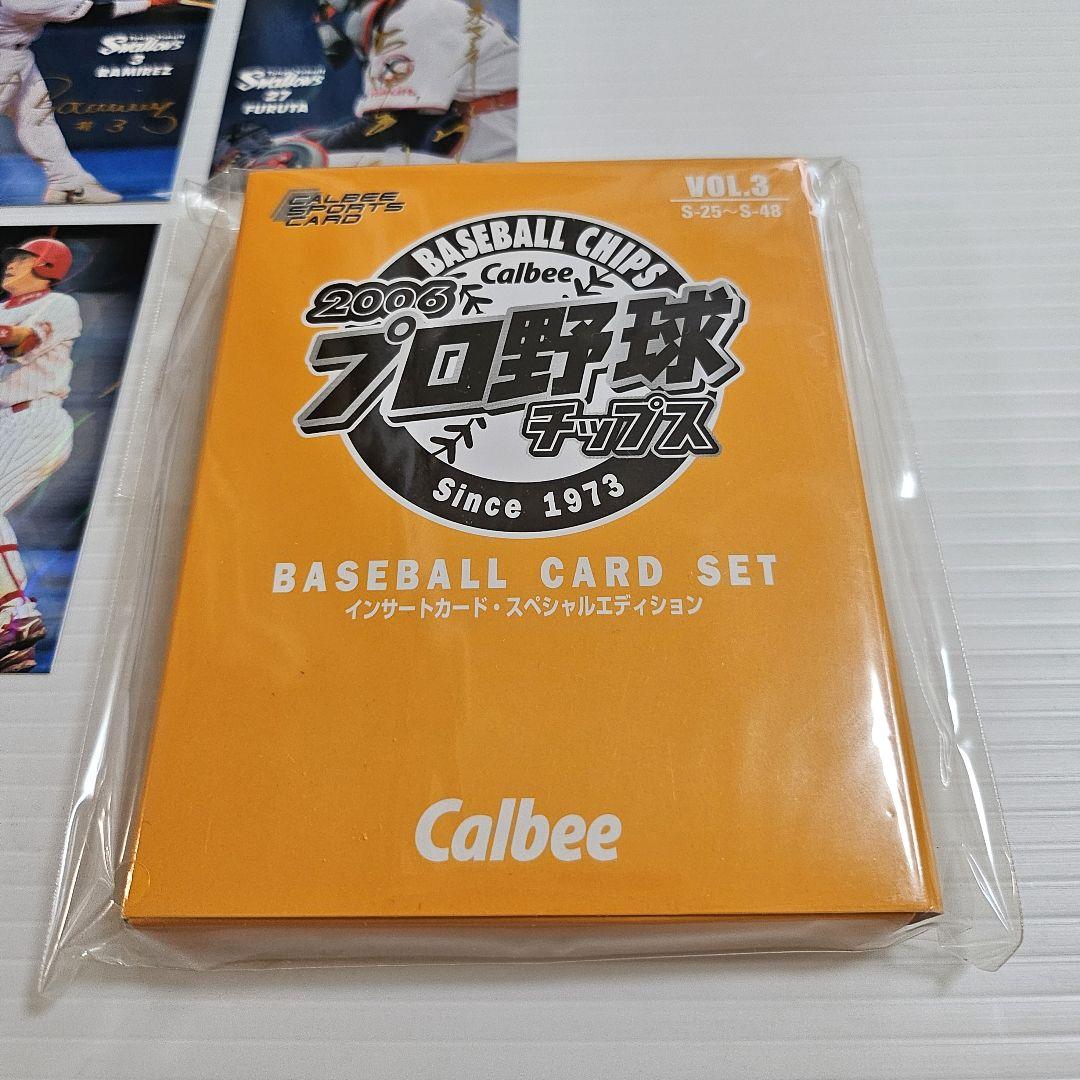 Swallows
3
RAMIREZ
#3
Swallows
27
FURUTA
CALBEE
SPORTS
CARD
VOL.3
S-25～S-48
BASEBALL CHIPS
Calbee
2006
プロ野球
チップス
Since 1973
BASEBALL CARD SET
インサートカード・スペシャルエディション
Calbee